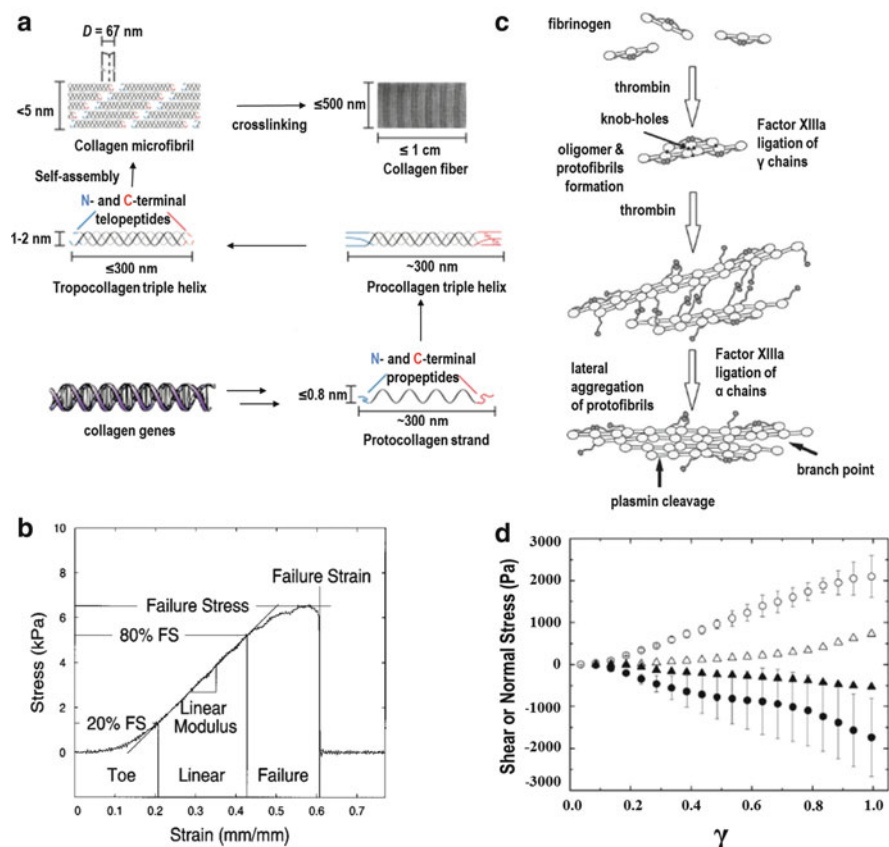 a
D = 67 nm
<5 nm
Collagen microfibril
crosslinking
≤500 nm
≤ 1 cm
Collagen fiber
Self-assembly
N- and C-terminal
telopeptides
1-2 nm
≤300 nm
Tropocollagen triple helix
~300 nm
Procollagen triple helix
N- and C-terminal
propeptides
≤0.8 nm
~300 nm
Protocollagen strand
collagen genes
c
fibrinogen
thrombin
knob-holes
oligomer &
protofibrils
formation
Factor XIIIa
ligation of
γ chains
thrombin
lateral
aggregation
of protofibrils
Factor XIIIa
ligation of
α chains
branch point
plasmin cleavage
b
Stress (kPa)
10
8
6
4
2
0
Failure Strain
Failure Stress
80% FS
Linear
Modulus
20% FS
Toe
Linear
Failure
0
0.1
0.2
0.3
0.4
0.5
0.6
0.7
Strain (mm/mm)
d
Shear or Normal Stress (Pa)
3000
2000
1000
0
-1000
-2000
-3000
0.0
0.2
0.4
0.6
0.8
1.0
γ